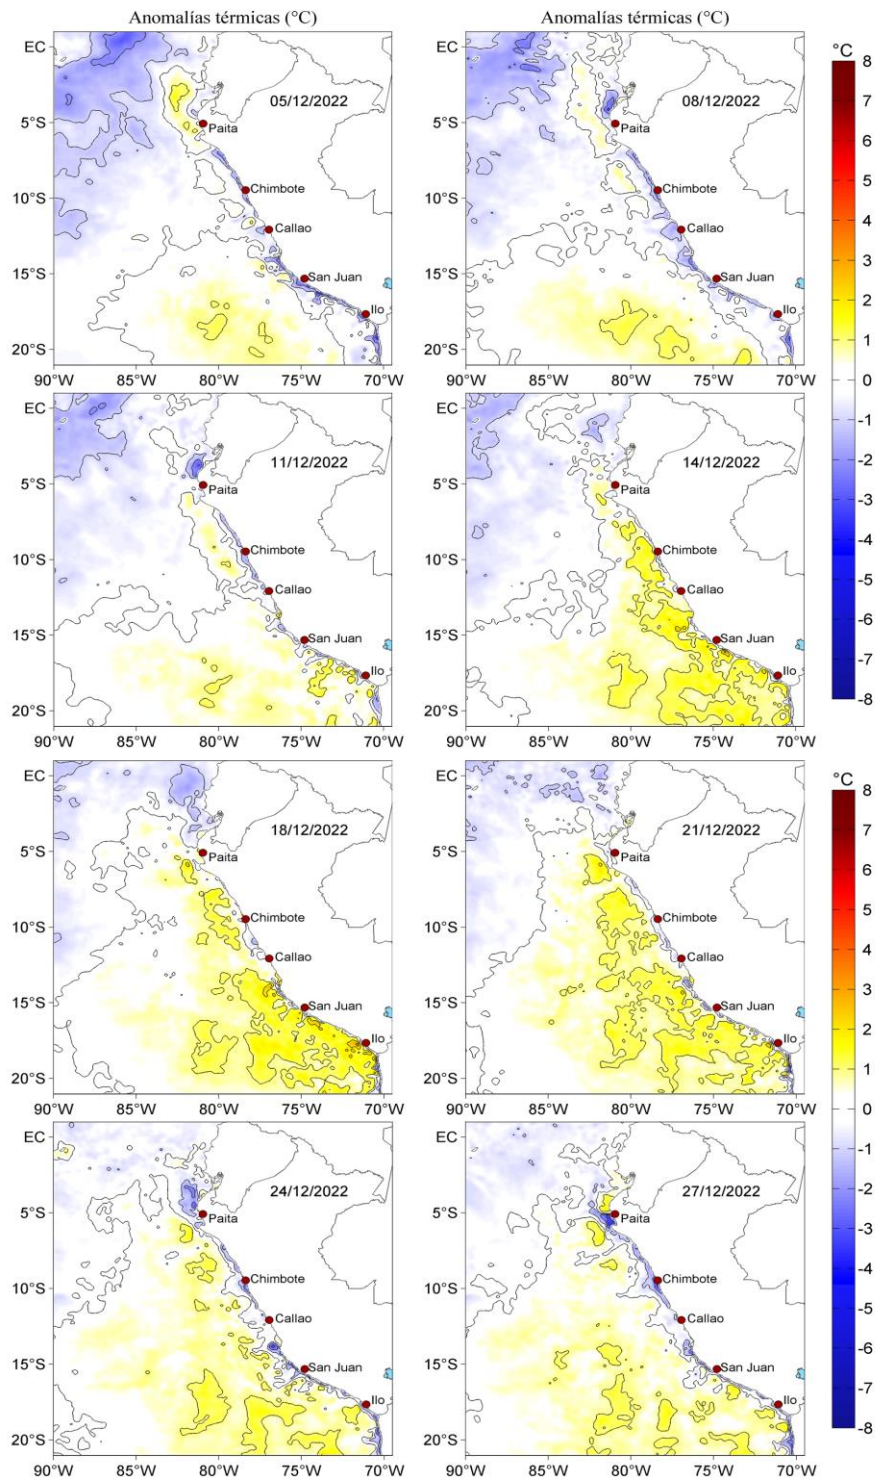 Anomalías térmicas (°C) Anomalías térmicas (°C)
EC 05/12/2022 Paita Chimbote Callao San Juan Ilo
5°S 10°S 15°S 20°S
90°W 85°W 80°W 75°W 70°W
EC 08/12/2022 Paita Chimbote Callao San Juan Ilo
5°S 10°S 15°S 20°S
90°W 85°W 80°W 75°W 70°W
°C
8
7
6
5
4
3
2
1
0
-1
-2
-3
-4
-5
-6
-7
-8
EC 11/12/2022 Paita Chimbote Callao San Juan Ilo
5°S 10°S 15°S 20°S
90°W 85°W 80°W 75°W 70°W
EC 14/12/2022 Paita Chimbote Callao San Juan Ilo
5°S 10°S 15°S 20°S
90°W 85°W 80°W 75°W 70°W
EC 18/12/2022 Paita Chimbote Callao San Juan Ilo
5°S 10°S 15°S 20°S
90°W 85°W 80°W 75°W 70°W
EC 21/12/2022 Paita Chimbote Callao San Juan Ilo
5°S 10°S 15°S 20°S
90°W 85°W 80°W 75°W 70°W
°C
8
7
6
5
4
3
2
1
0
-1
-2
-3
-4
-5
-6
-7
-8
EC 24/12/2022 Paita Chimbote Callao San Juan Ilo
5°S 10°S 15°S 20°S
90°W 85°W 80°W 75°W 70°W
EC 27/12/2022 Paita Chimbote Callao San Juan Ilo
5°S 10°S 15°S 20°S
90°W 85°W 80°W 75°W 70°W